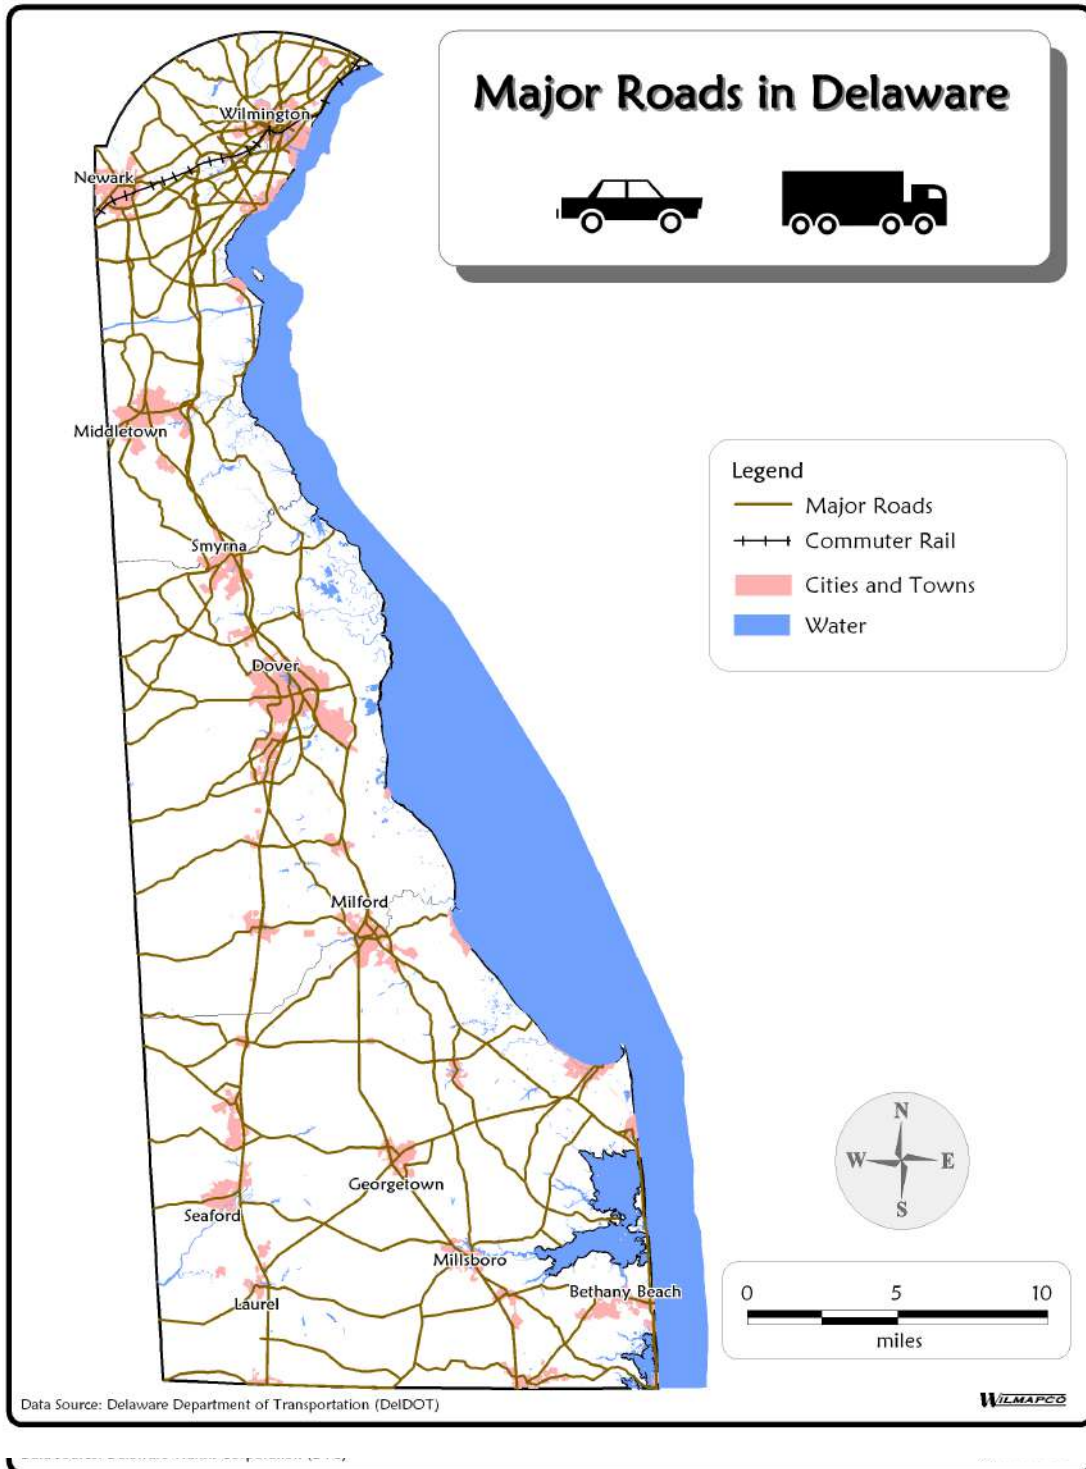 Major Roads in Delaware
Wilmington
Newark
Middletown
Smyrna
Dover
Milford
Georgetown
Seaford
Millsboro
Bethany Beach
Laurel
Legend
Major Roads
Commuter Rail
Cities and Towns
Water
N
W E
S
0 5 10
miles
Data Source: Delaware Department of Transportation (DelDOT)
WILMAPCO